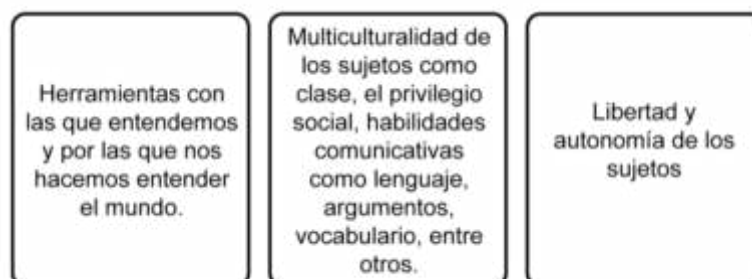 Herramientas con
las que entendemos
y por las que nos
hacemos entender
el mundo.
Multiculturalidad de
los sujetos como
clase, el privilegio
social, habilidades
comunicativas
como lenguaje,
argumentos,
vocabulario, entre
otros.
Libertad y
autonomía de los
sujetos